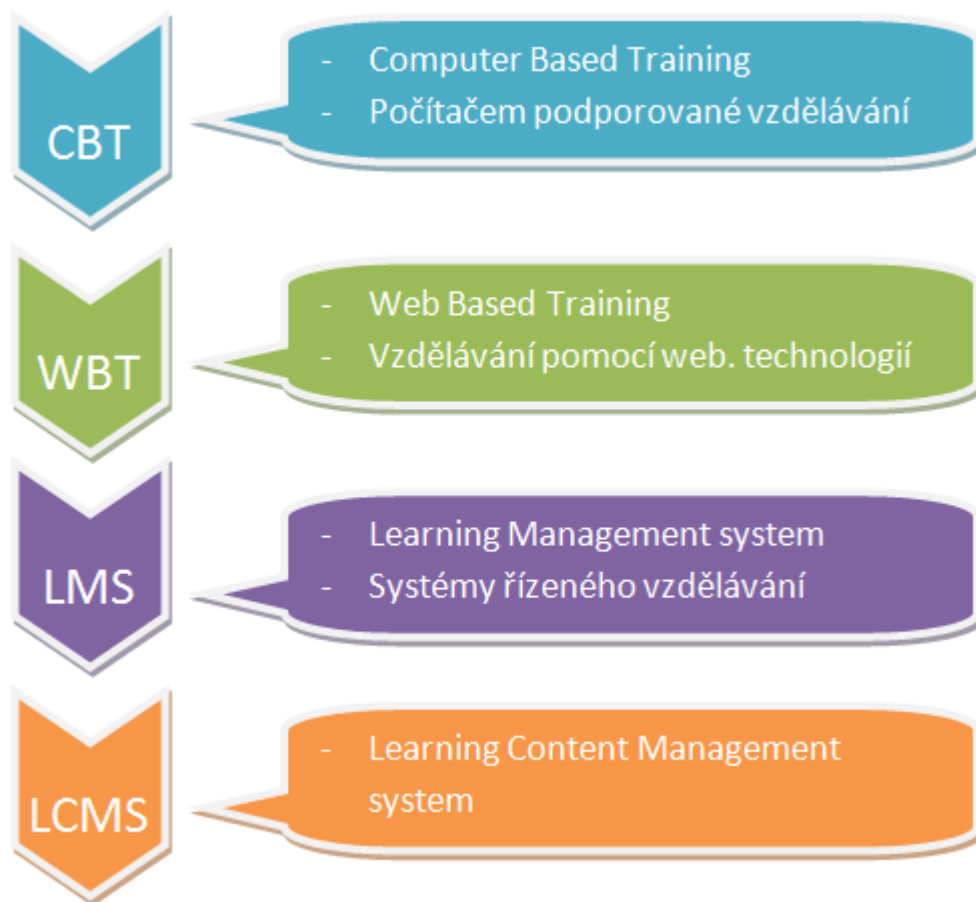 CBT
- Computer Based Training
- Počítačem podporované vzdělávání
WBT
- Web Based Training
- Vzdělávání pomocí web. technologií
LMS
- Learning Management system
- Systémy řízeného vzdělávání
LCMS
- Learning Content Management
system